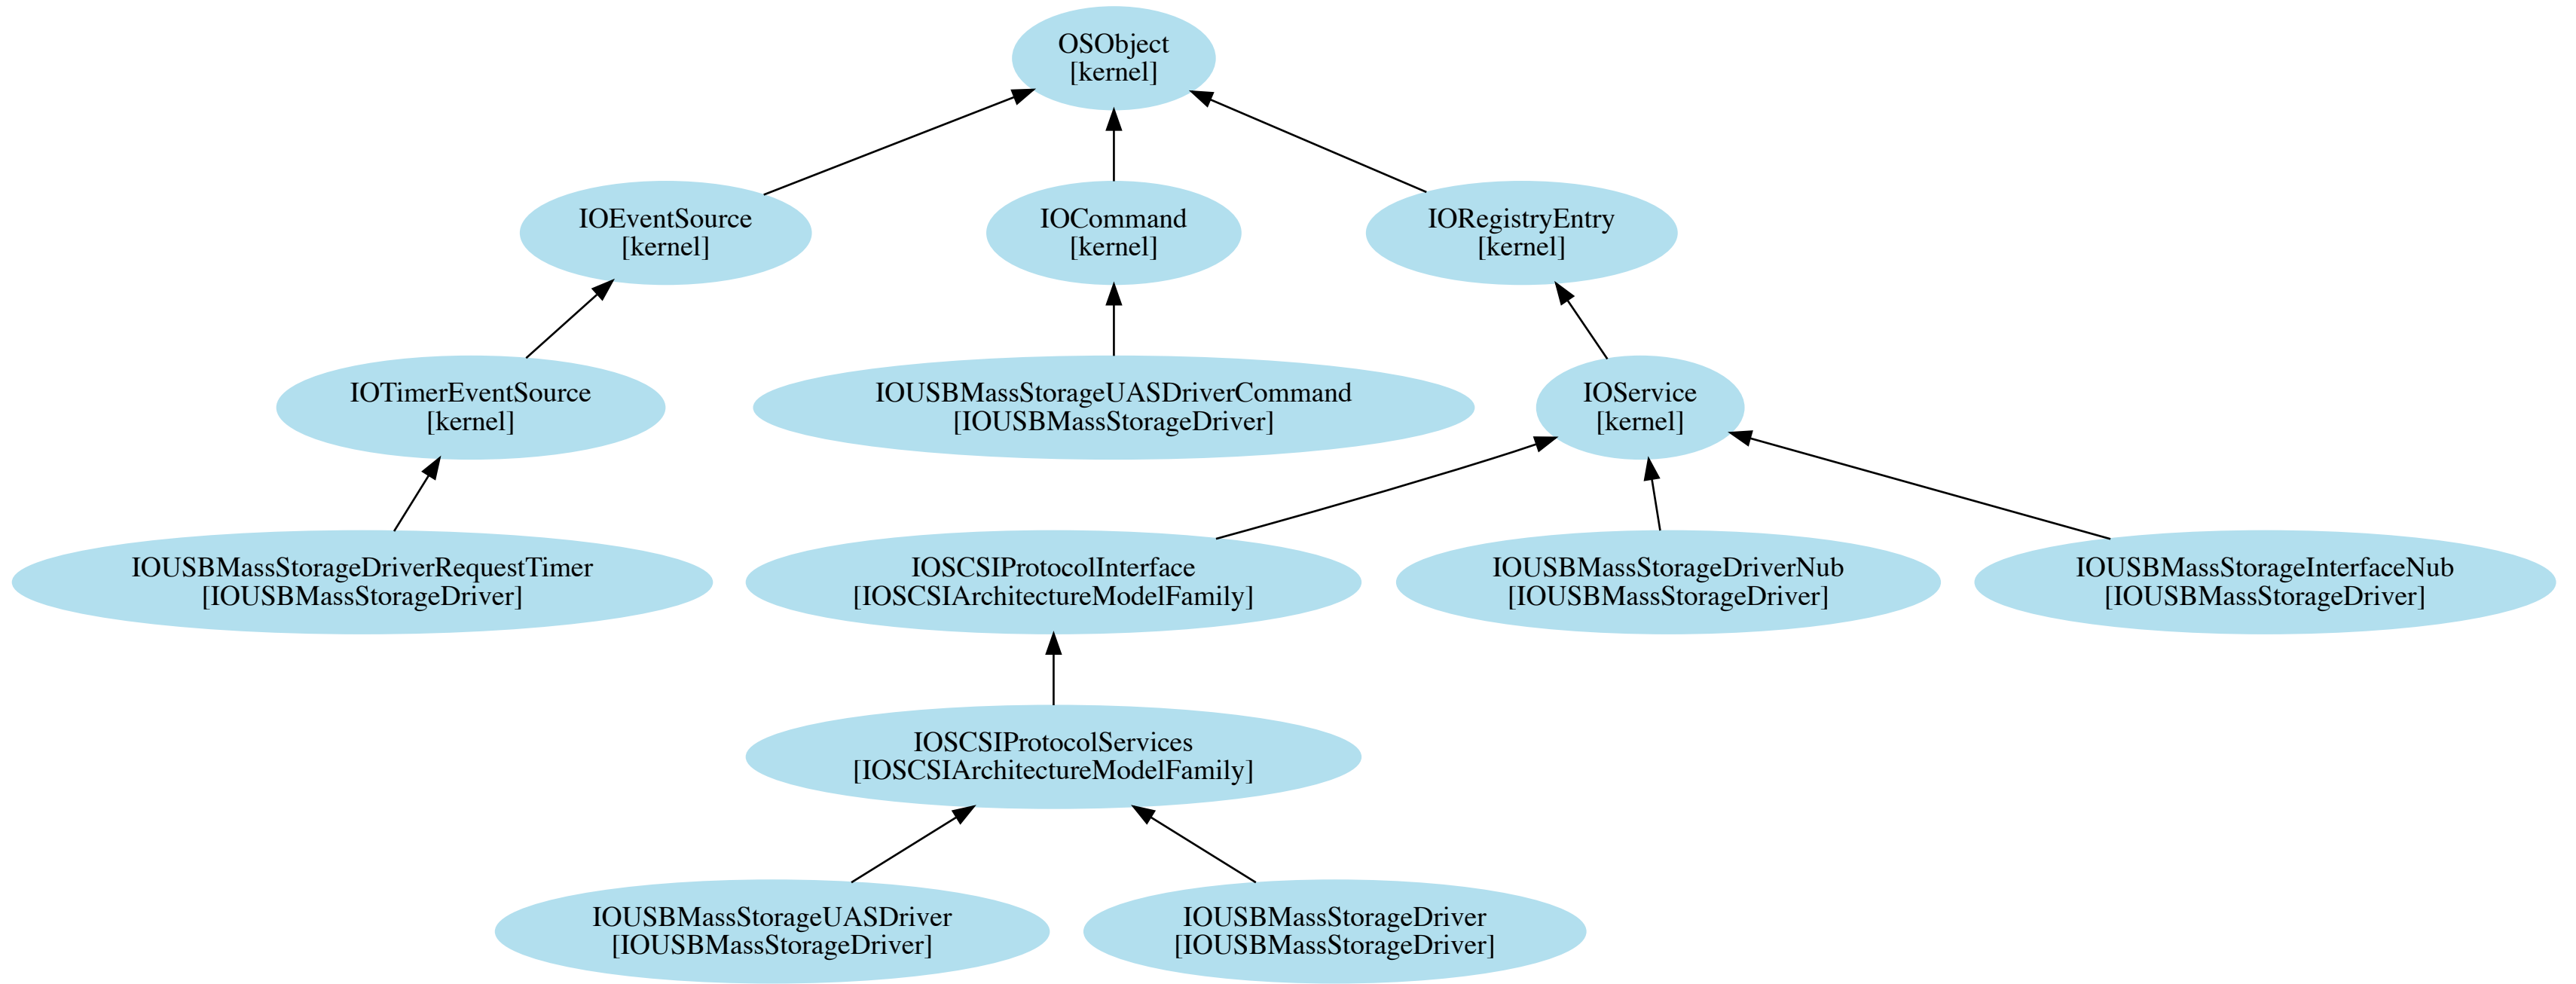 OSObject
[kernel]
IOEventSource
[kernel]
IOCommand
[kernel]
IORegistryEntry
[kernel]
IOTimerEventSource
[kernel]
IOUSBMassStorageUASDriverCommand
[IOUSBMassStorageDriver]
IOService
[kernel]
IOUSBMassStorageDriverRequestTimer
[IOUSBMassStorageDriver]
IOSCSIProtocolInterface
[IOSCSIArchitectureModelFamily]
IOUSBMassStorageDriverNub
[IOUSBMassStorageDriver]
IOUSBMassStorageInterfaceNub
[IOUSBMassStorageDriver]
IOSCSIProtocolServices
[IOSCSIArchitectureModelFamily]
IOUSBMassStorageUASDriver
[IOUSBMassStorageDriver]
IOUSBMassStorageDriver
[IOUSBMassStorageDriver]